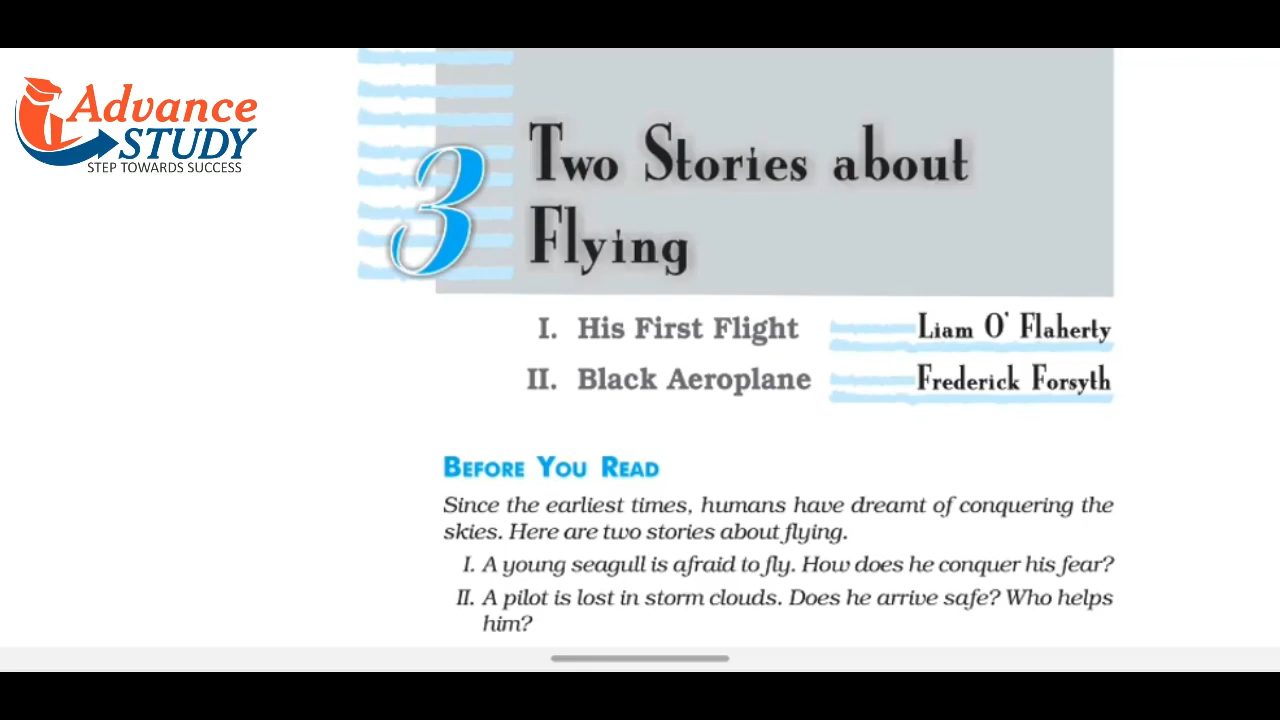 Advance
STUDY
STEP TOWARDS SUCCESS
3
Two Stories about
Flying
I. His First Flight Liam O' Flaherty
II. Black Aeroplane Frederick Forsyth
BEFORE YOU READ
Since the earliest times, humans have dreamt of conquering the
skies. Here are two stories about flying.
I. A young seagull is afraid to fly. How does he conquer his fear?
II. A pilot is lost in storm clouds. Does he arrive safe? Who helps
him?